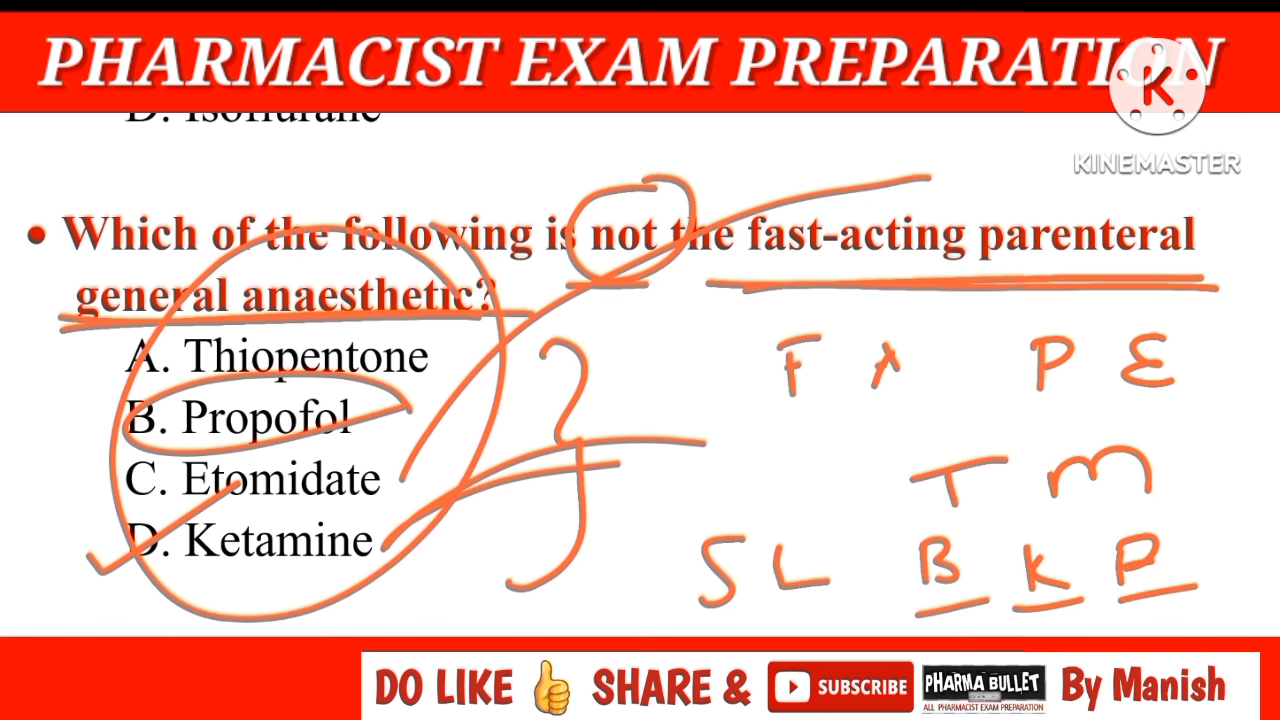 PHARMACIST EXAM PREPARATION
K
KINEMASTER
D. Isoflurane
• Which of the following is not the fast-acting parenteral
general anaesthetic?
A. Thiopentone
B. Propofol
C. Etomidate
D. Ketamine
F A P E
T M
S L B K P
DO LIKE 👍 SHARE & SUBSCRIBE PHARMA BULLET By Manish
ALL PHARMACIST EXAM PREPARATION